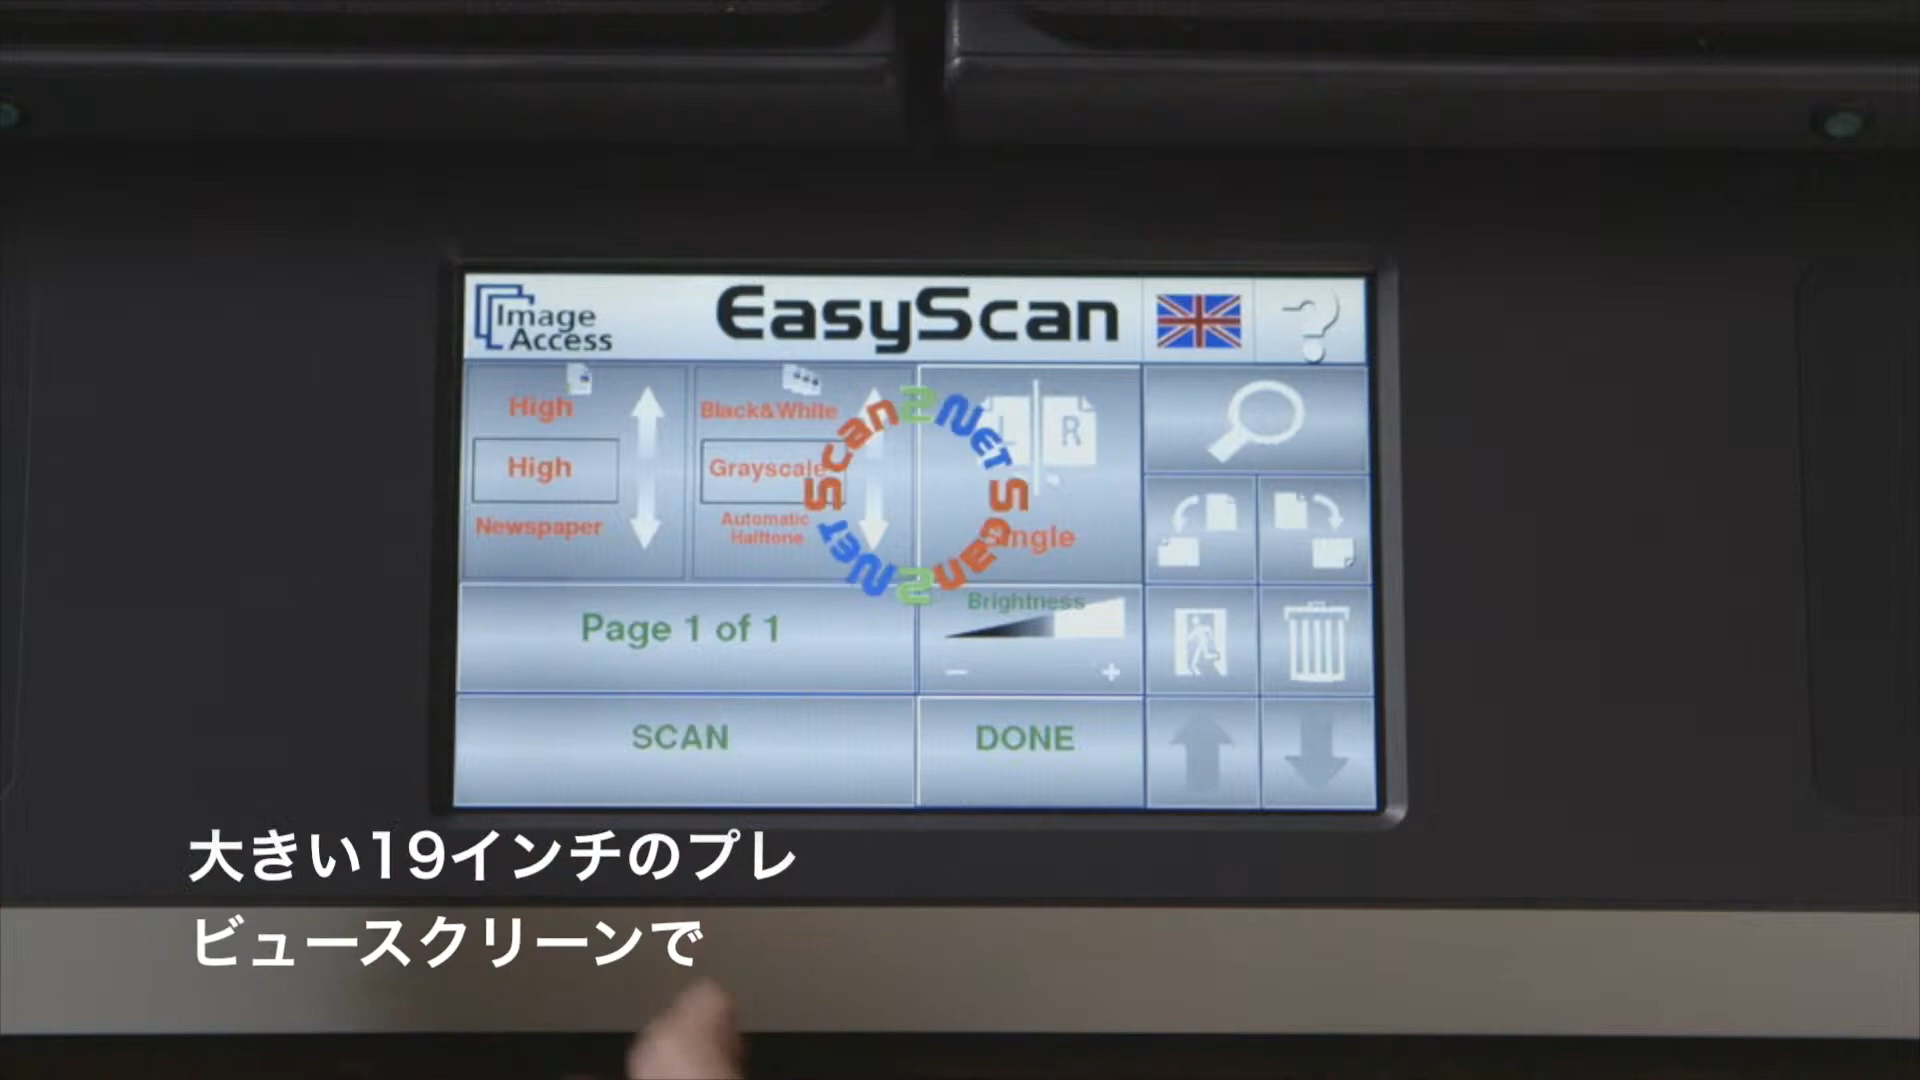 Image
Access
EasyScan
High
High
Newspaper
Black&White
Grayscale
Automatic
Halftone
L R
Single
Scan2Net Scan2Net
Page 1 of 1
Brightness
- +
SCAN
DONE
大きい19インチのプレ
ビュースクリーンで